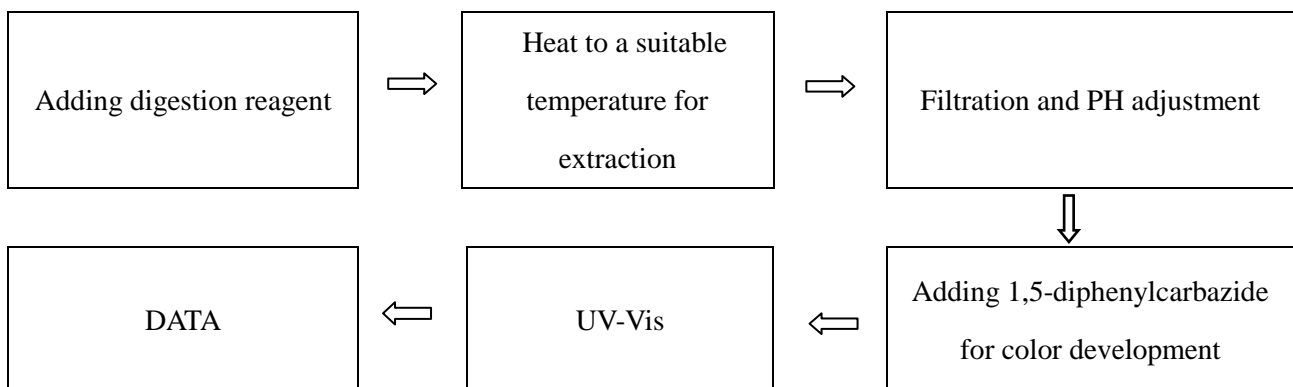 Adding digestion reagent
Heat to a suitable
temperature for
extraction
Filtration and PH adjustment
Adding 1,5-diphenylcarbazide
for color development
UV-Vis
DATA